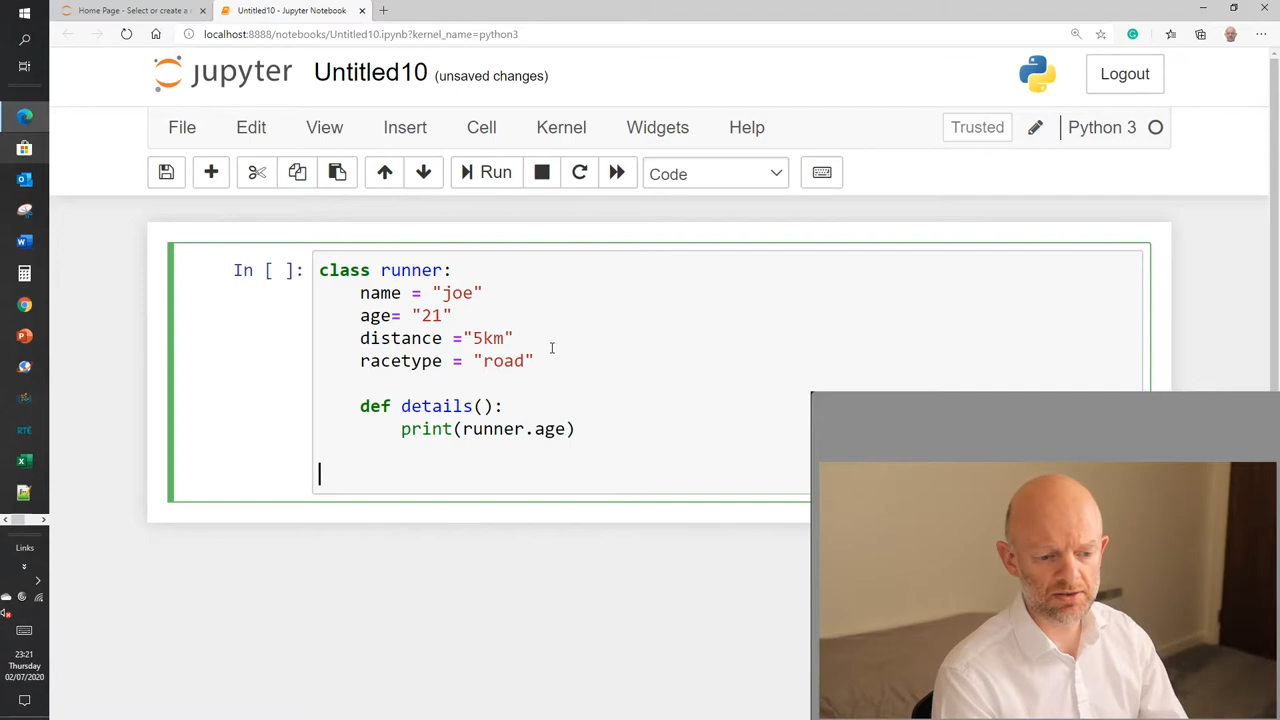 Home Page - Select or create a
Untitled10 - Jupyter Notebook
localhost:8888/notebooks/Untitled10.ipynb?kernel_name=python3
jupyter Untitled10 (unsaved changes)
Logout
File Edit View Insert Cell Kernel Widgets Help
Trusted
Python 3
Run
Code
In [ ]:
class runner:
name = "joe"
age= "21"
distance ="5km"
racetype = "road"
def details():
print(runner.age)
RTÉ
Links
23:21
Thursday
02/07/2020